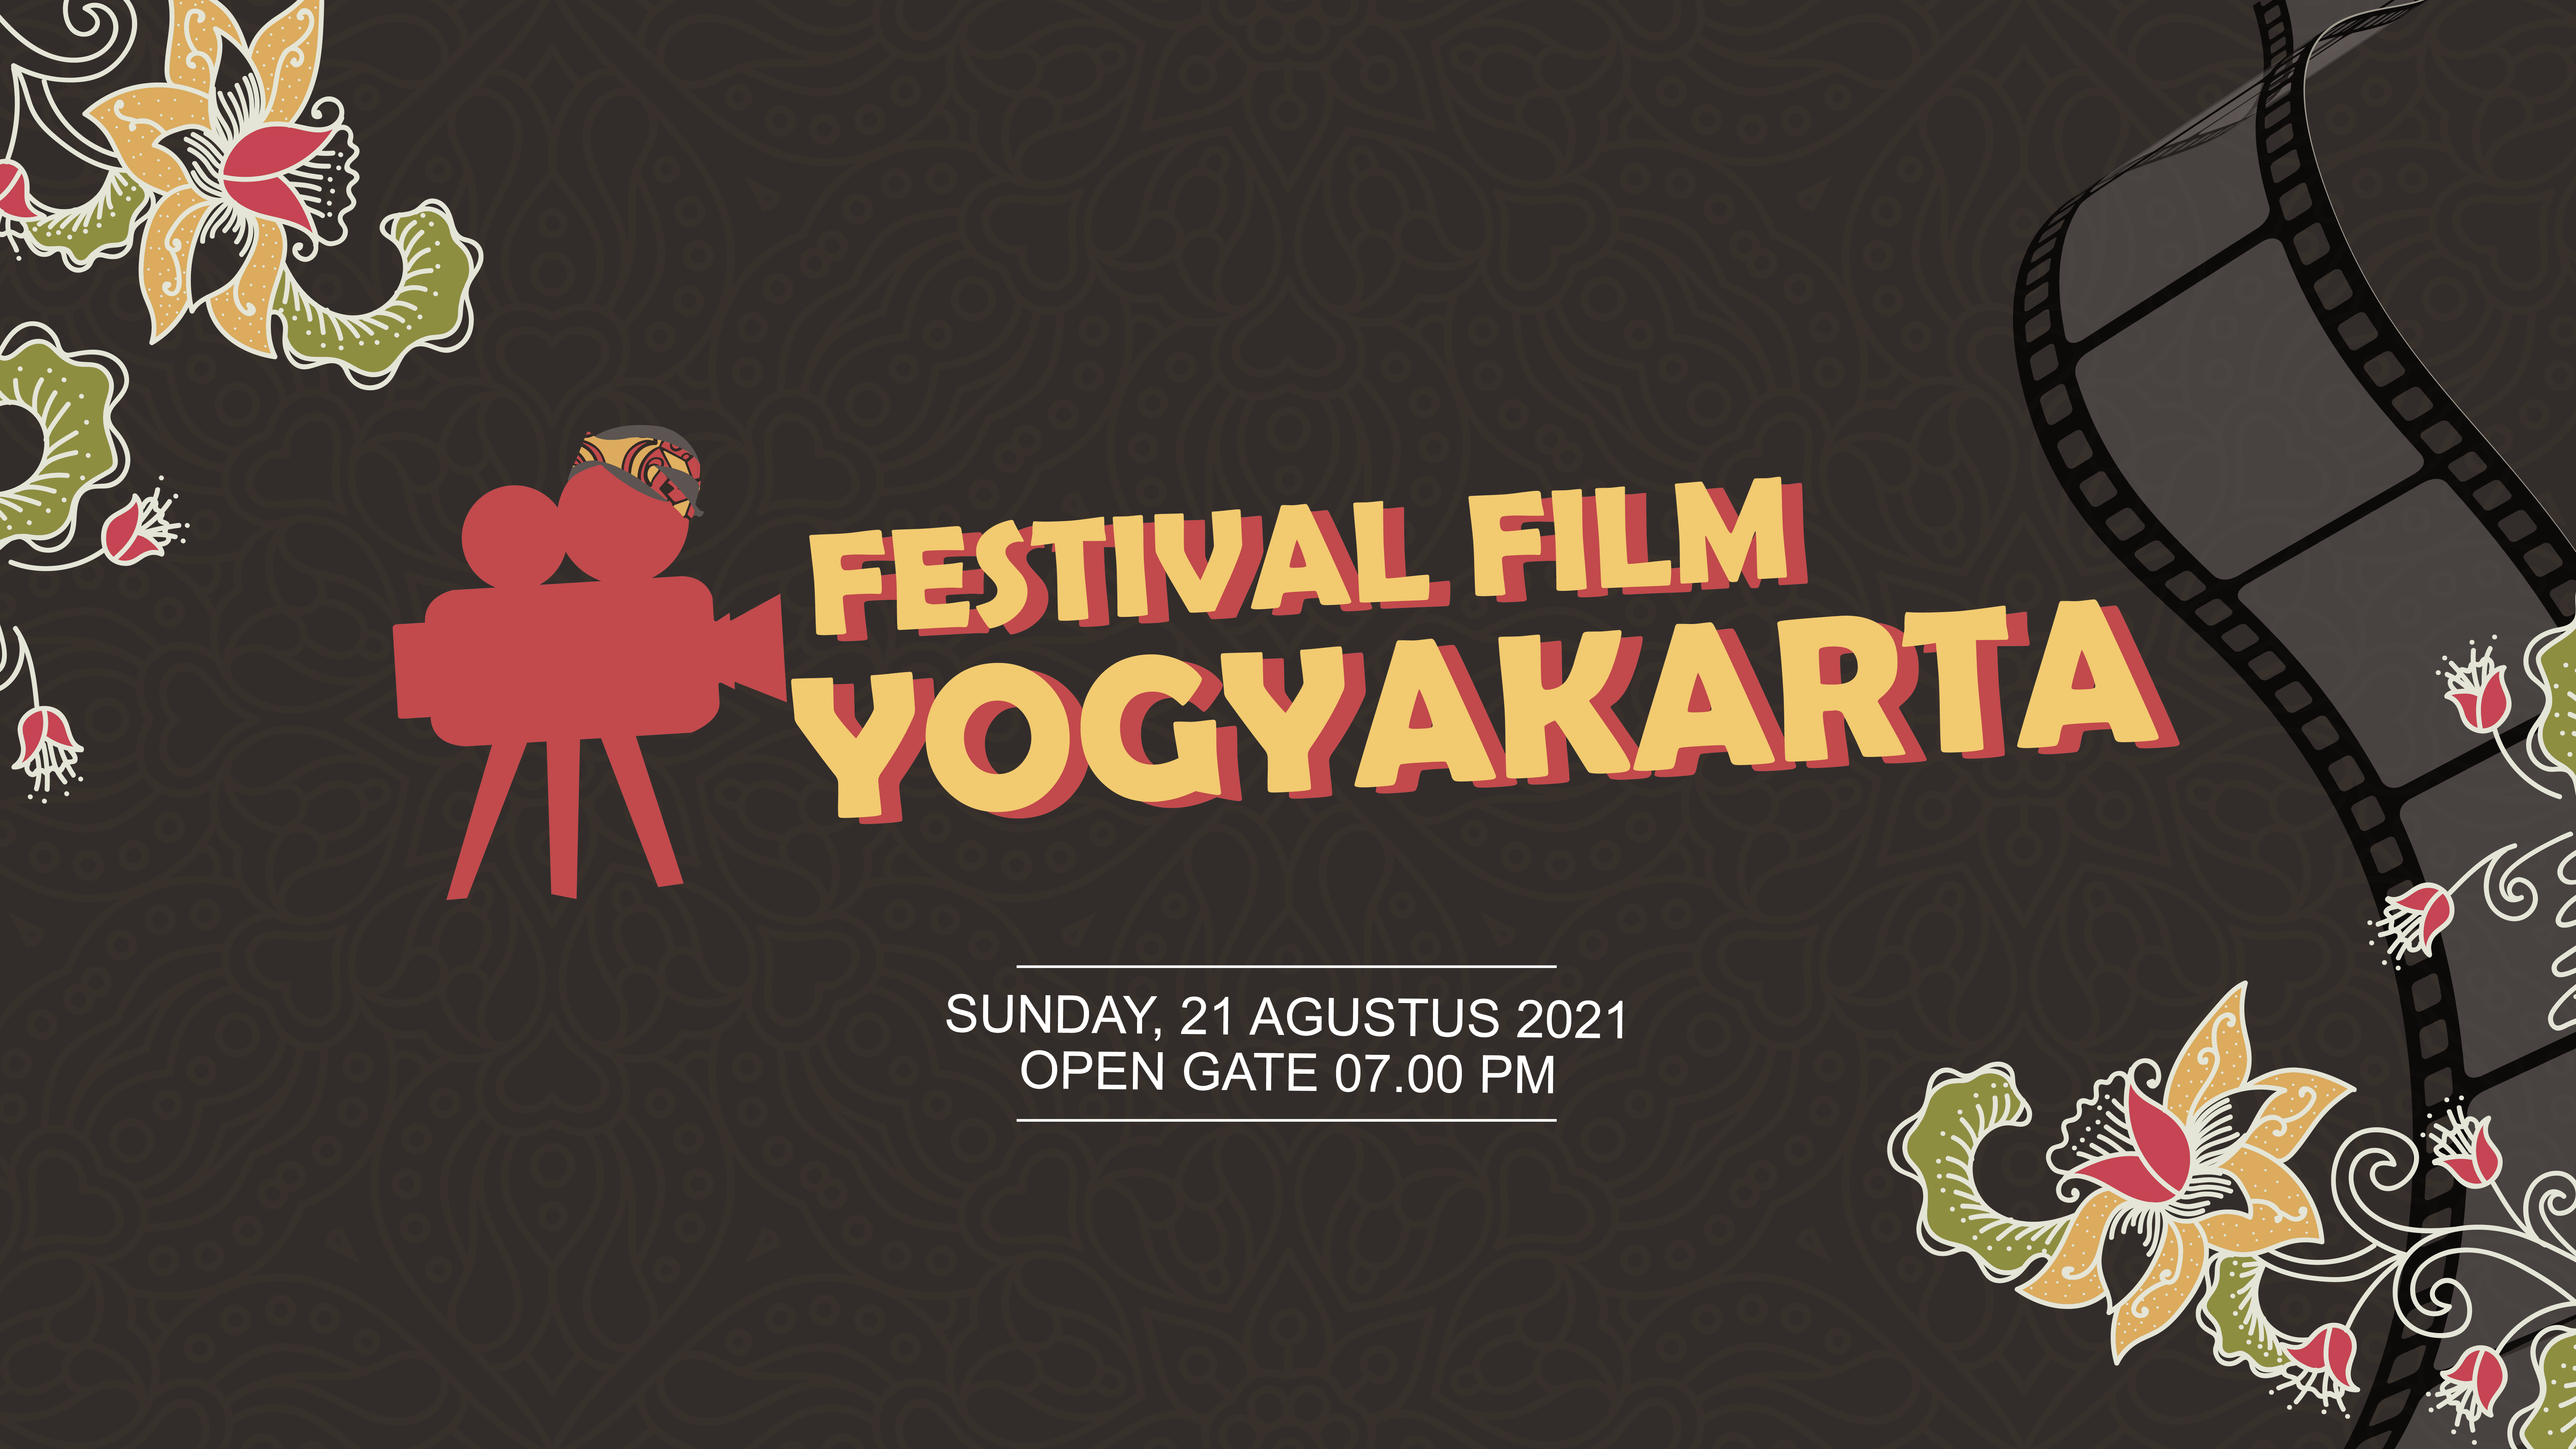 FESTIVAL FILM
YOGYAKARTA
SUNDAY, 21 AGUSTUS 2021
OPEN GATE 07.00 PM